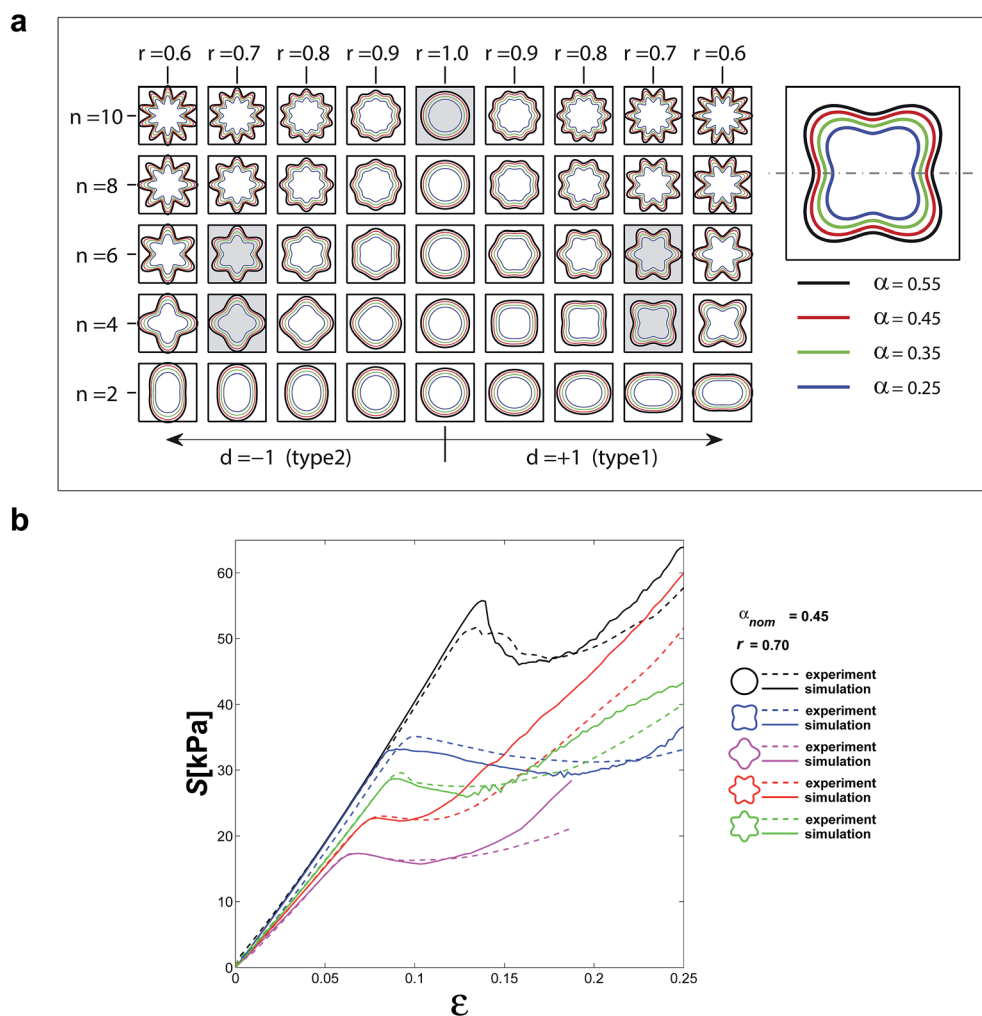 a
r =0.6 r =0.7 r =0.8 r =0.9 r =1.0 r =0.9 r =0.8 r =0.7 r =0.6
n =10
n =8
n =6
n =4
n =2
d =−1 (type2) d =+1 (type1)
α = 0.55
α = 0.45
α = 0.35
α = 0.25
b
60
50
40
30
20
10
0
S[kPa]
0 0.05 0.1 0.15 0.2 0.25
ε
αnom = 0.45
r = 0.70
experiment
simulation
experiment
simulation
experiment
simulation
experiment
simulation
experiment
simulation